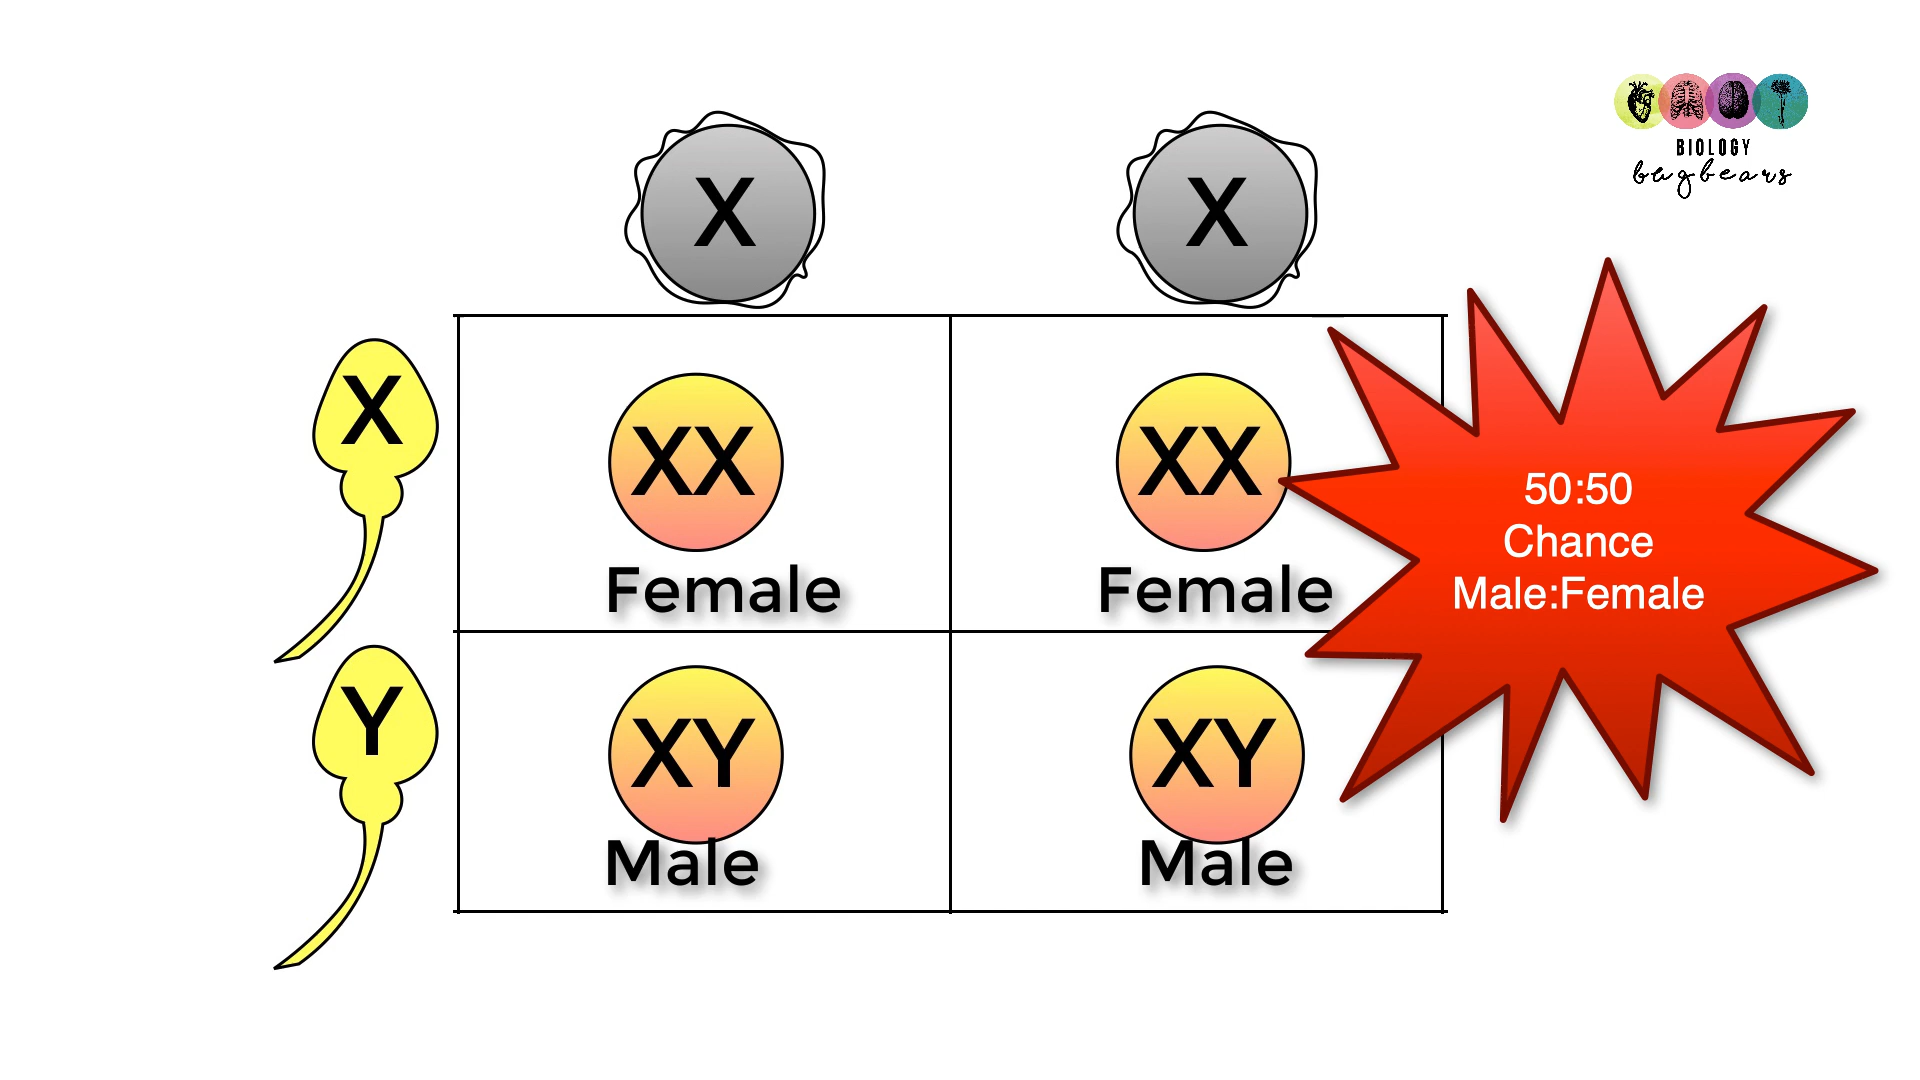 BIOLOGY
bugbears
X X
X
XX XX
Female Female
50:50
Chance
Male:Female
Y
XY XY
Male Male